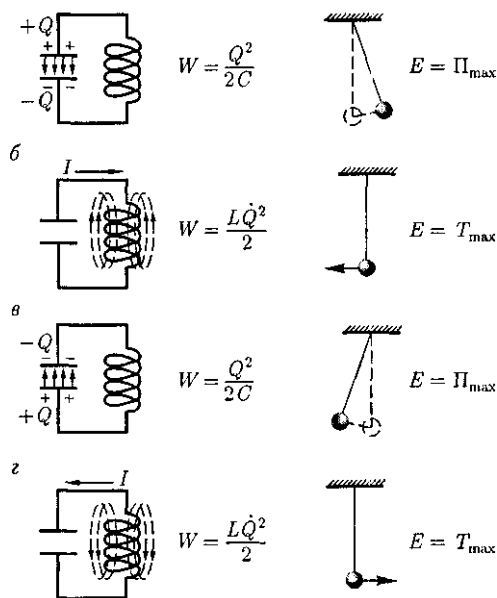 +Q
+ +
W = Q²/2C
E = Π_max
− −
−Q
б
I
W = LQ̇²/2
E = T_max
в
−Q
− −
W = Q²/2C
E = Π_max
+ +
+Q
г
I
W = LQ̇²/2
E = T_max